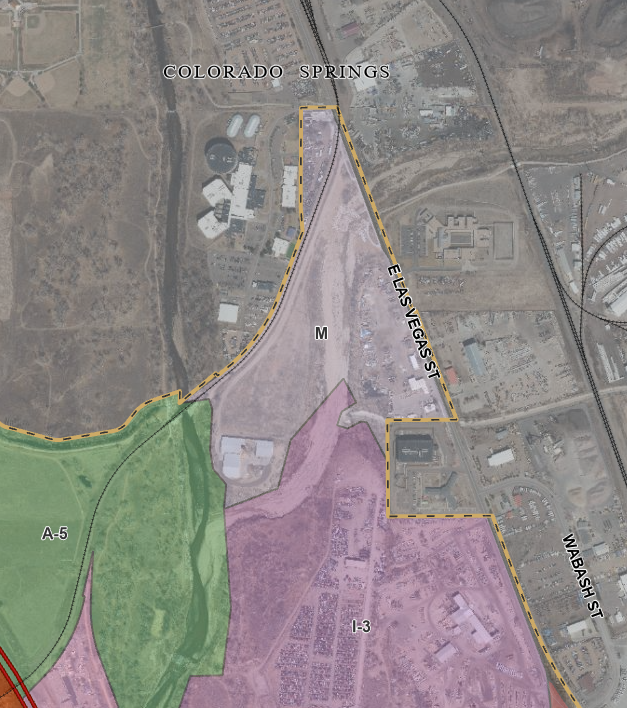 COLORADO SPRINGS
E LAS VEGAS ST
M
A-5
WABASH ST
I-3